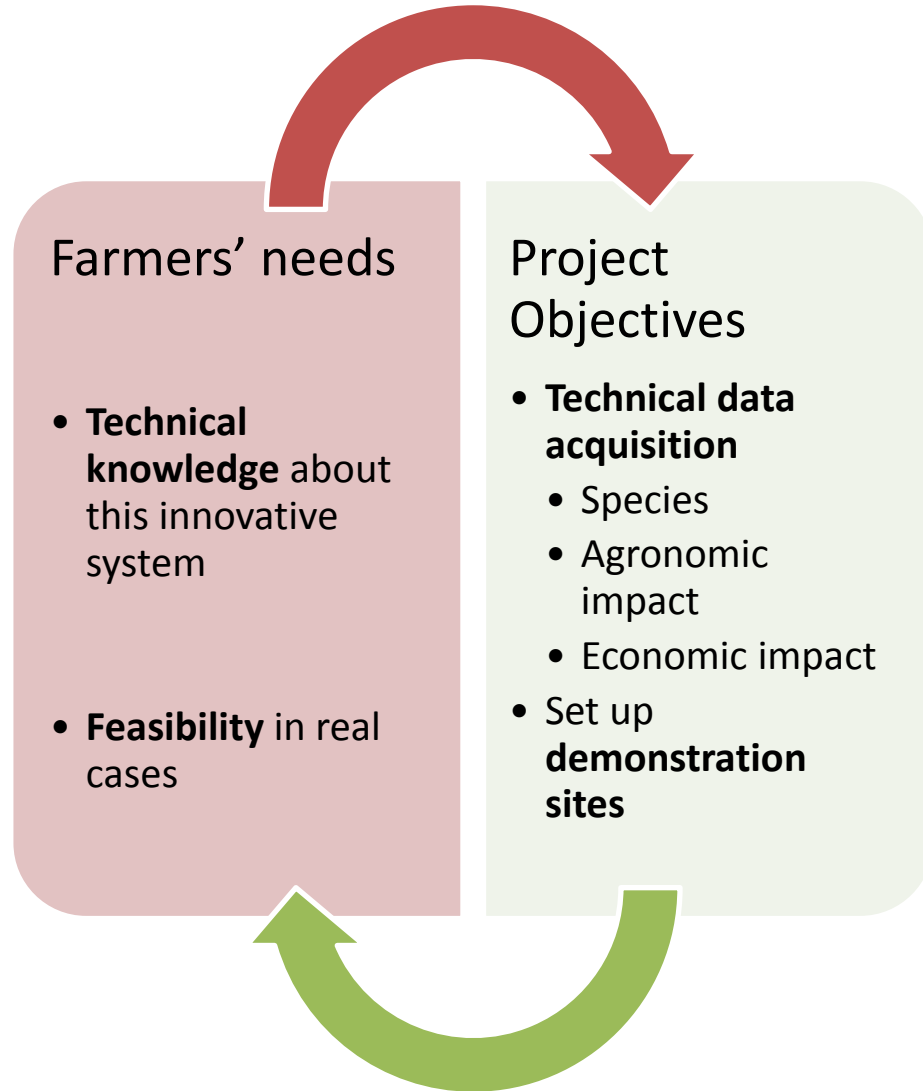 Farmers’ needs
• Technical
knowledge about
this innovative
system
• Feasibility in real
cases
Project
Objectives
• Technical data
acquisition
• Species
• Agronomic
impact
• Economic impact
• Set up
demonstration
sites